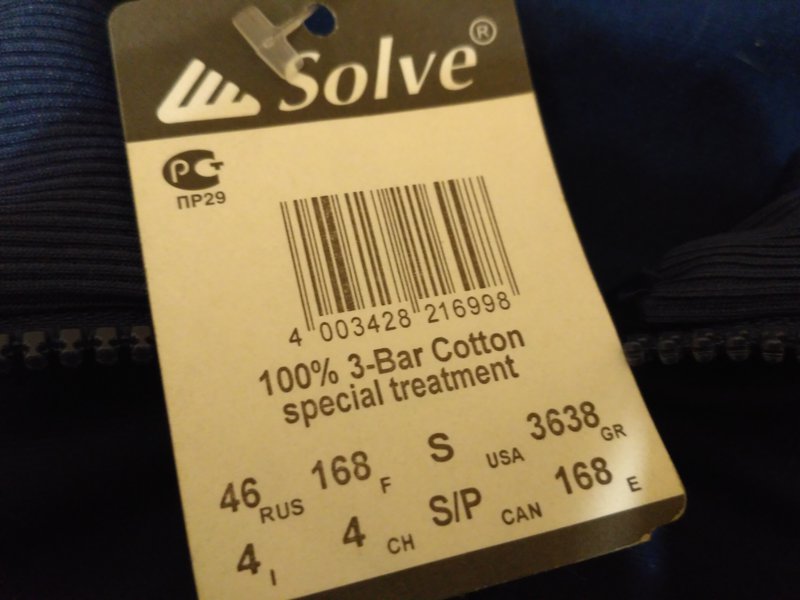 Solve®
РСТ
ПР29
4 003428 216998
100% 3-Bar Cotton
special treatment
46 RUS 168 F S USA 3638 GR
4 I 4 CH S/P CAN 168 E